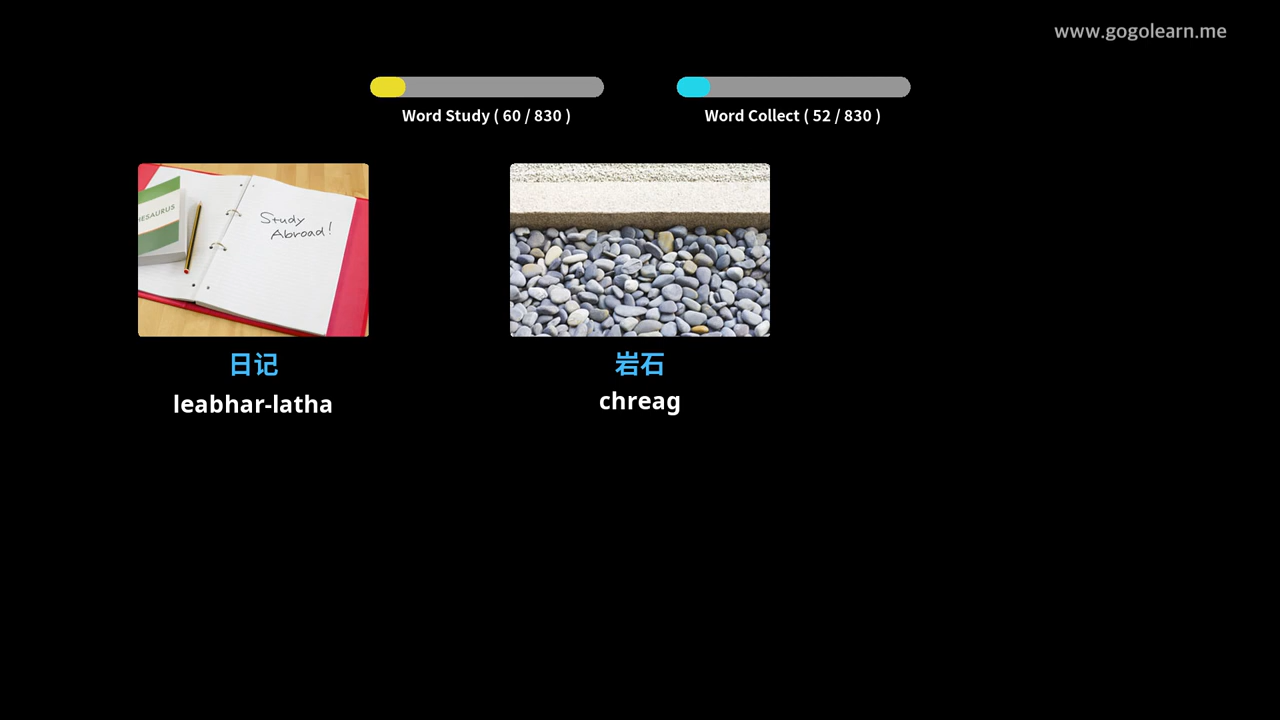 www.gogolearn.me
Word Study ( 60 / 830 )
Word Collect ( 52 / 830 )
HESAURUS
Study
Abroad!
日记
leabhar-latha
岩石
chreag